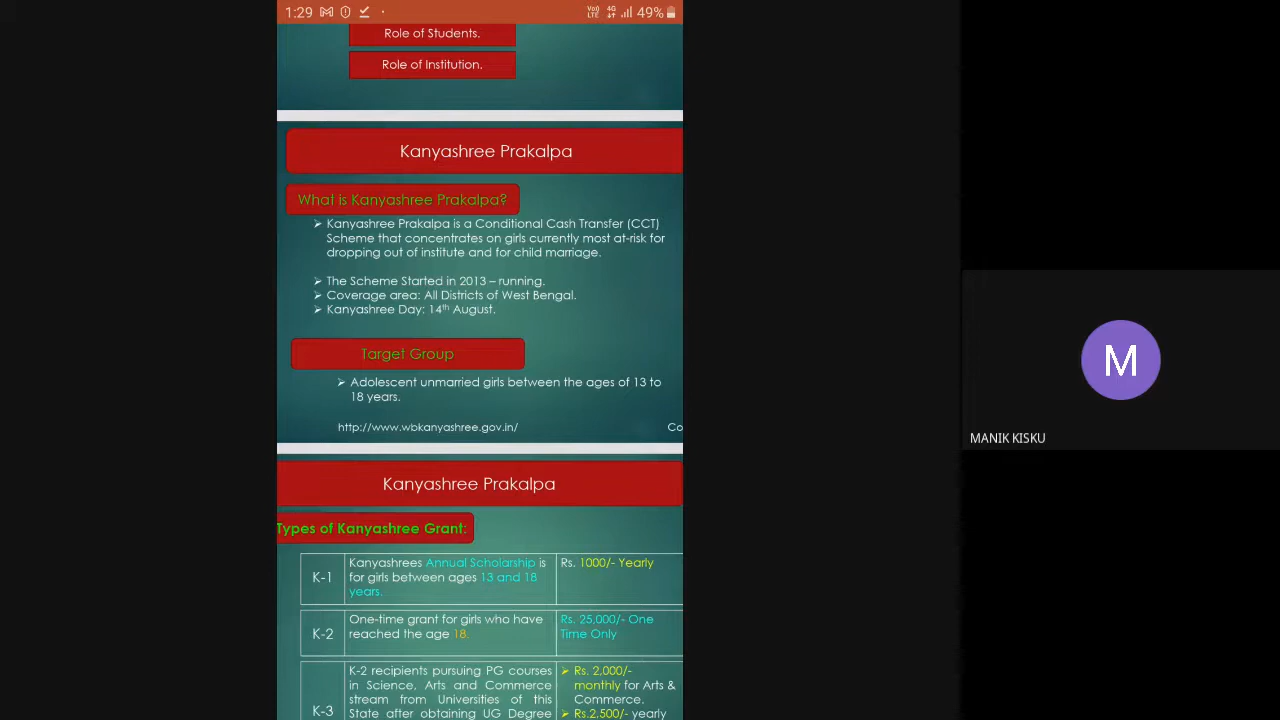 1:29
VoLTE 4G 49%
Role of Students.
Role of Institution.
Kanyashree Prakalpa
What is Kanyashree Prakalpa?
➢ Kanyashree Prakalpa is a Conditional Cash Transfer (CCT)
Scheme that concentrates on girls currently most at-risk for
dropping out of institute and for child marriage.
➢ The Scheme Started in 2013 – running.
➢ Coverage area: All Districts of West Bengal.
➢ Kanyashree Day: 14th August.
Target Group
➢ Adolescent unmarried girls between the ages of 13 to
18 years.
http://www.wbkanyashree.gov.in/
Co
Kanyashree Prakalpa
Types of Kanyashree Grant:
K-1
Kanyashrees Annual Scholarship is
for girls between ages 13 and 18
years.
Rs. 1000/- Yearly
K-2
One-time grant for girls who have
reached the age 18.
Rs. 25,000/- One
Time Only
K-3
K-2 recipients pursuing PG courses
in Science, Arts and Commerce
stream from Universities of this
State after obtaining UG Degree
➢ Rs. 2,000/-
monthly for Arts &
Commerce.
➢ Rs.2,500/- yearly
M
MANIK KISKU